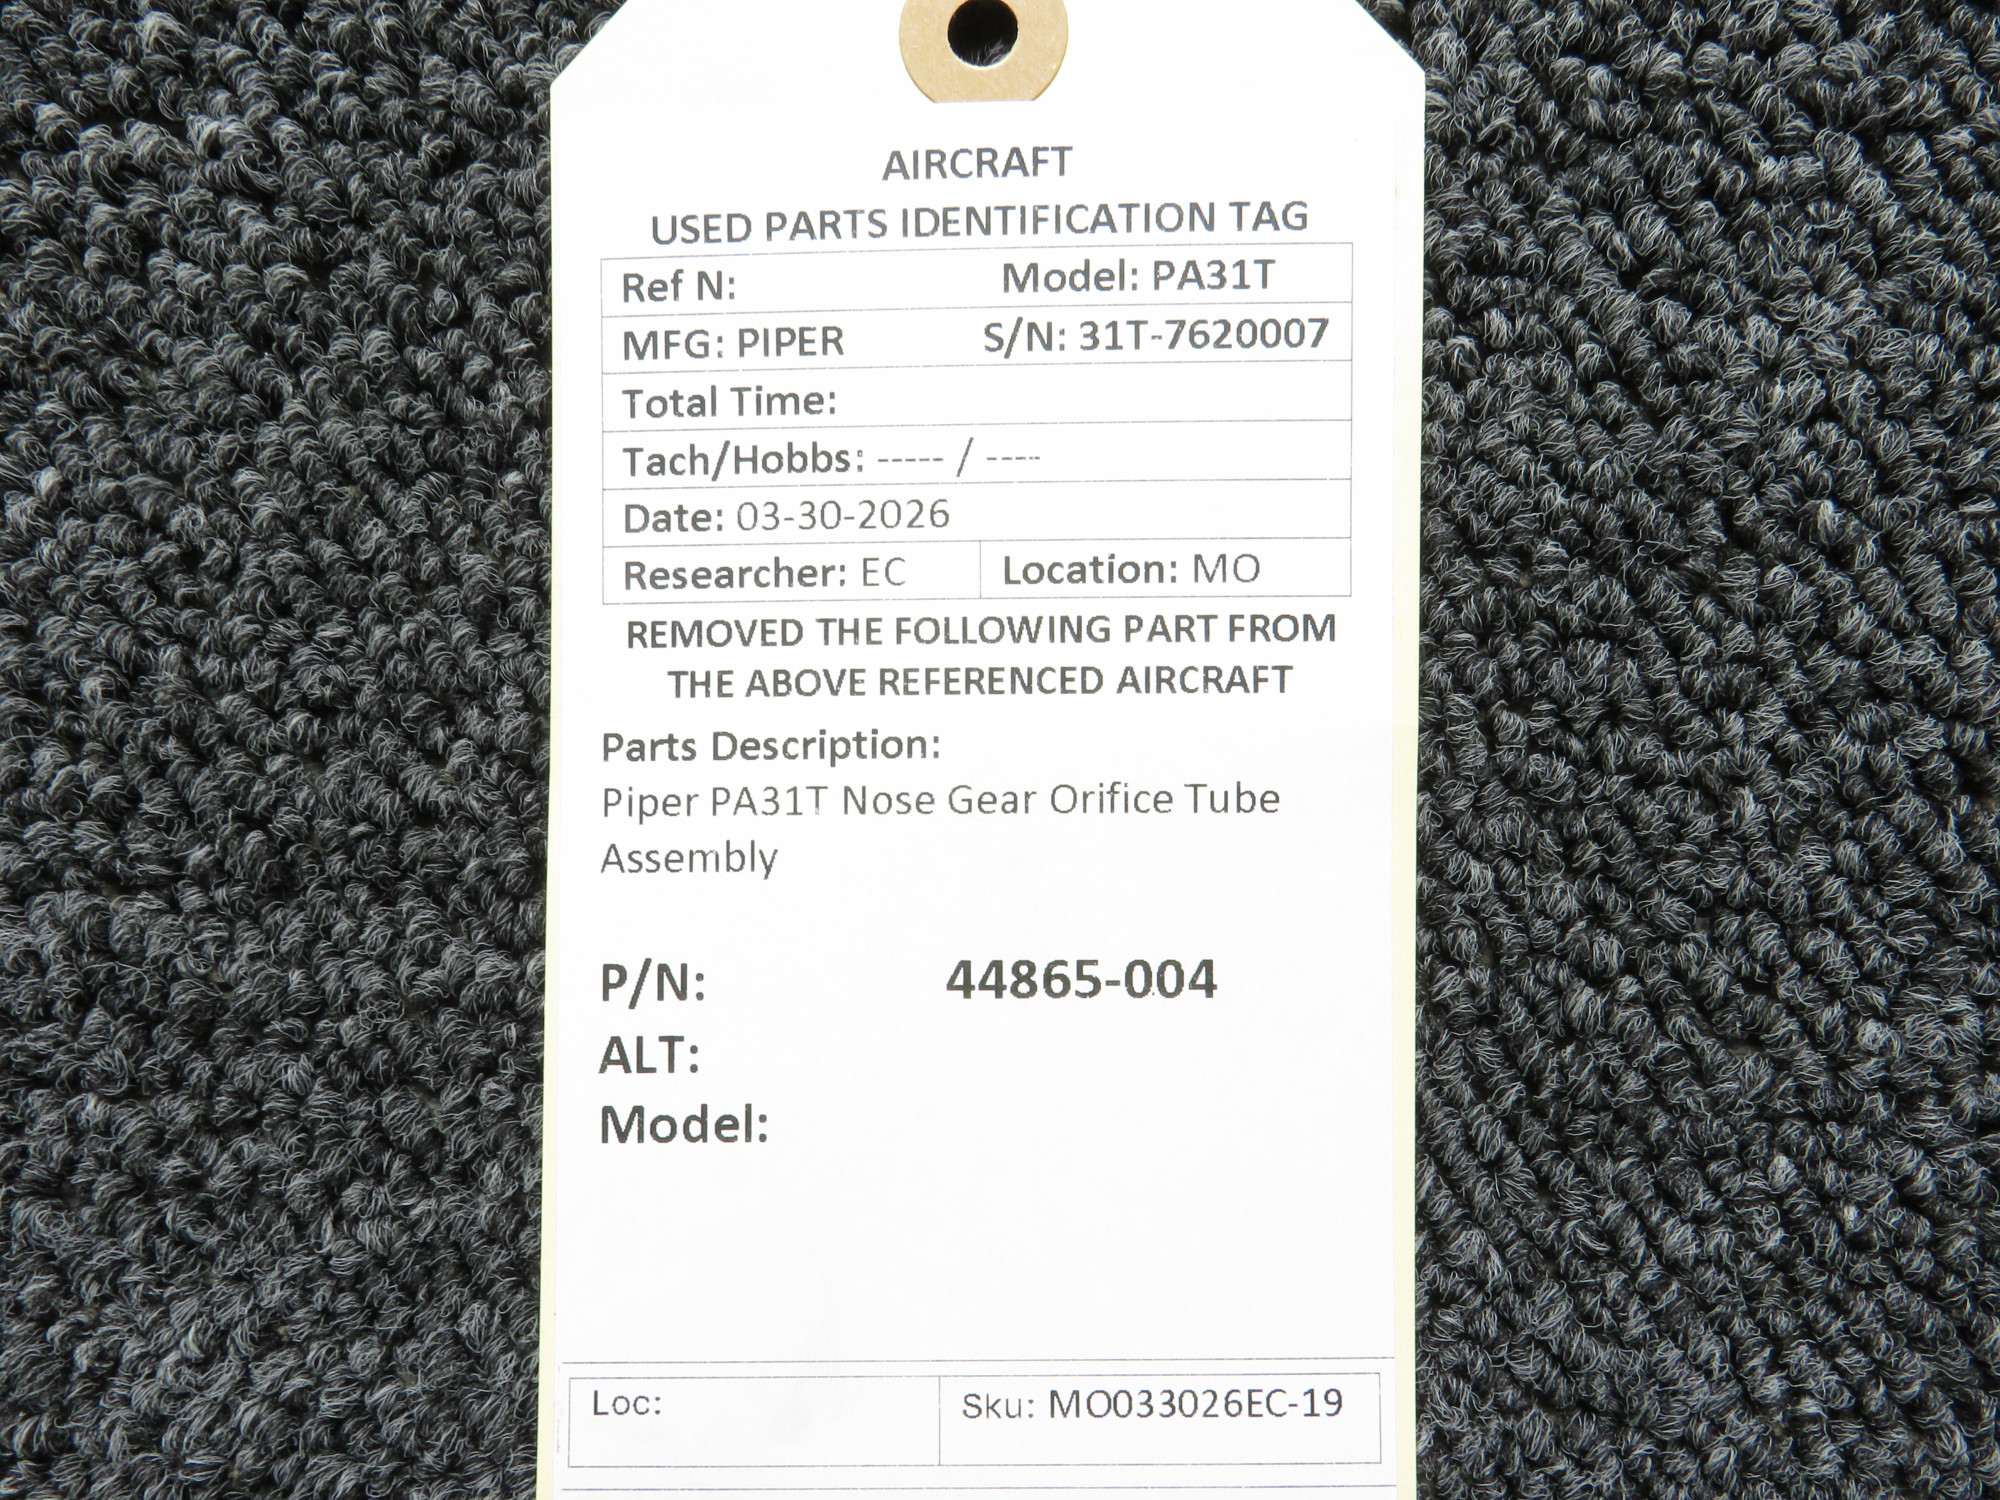 AIRCRAFT
USED PARTS IDENTIFICATION TAG
Ref N: Model: PA31T
MFG: PIPER S/N: 31T-7620007
Total Time:
Tach/Hobbs: ----- / ----
Date: 03-30-2026
Researcher: EC Location: MO
REMOVED THE FOLLOWING PART FROM
THE ABOVE REFERENCED AIRCRAFT
Parts Description:
Piper PA31T Nose Gear Orifice Tube
Assembly
P/N: 44865-004
ALT:
Model:
Loc: Sku: MO033026EC-19